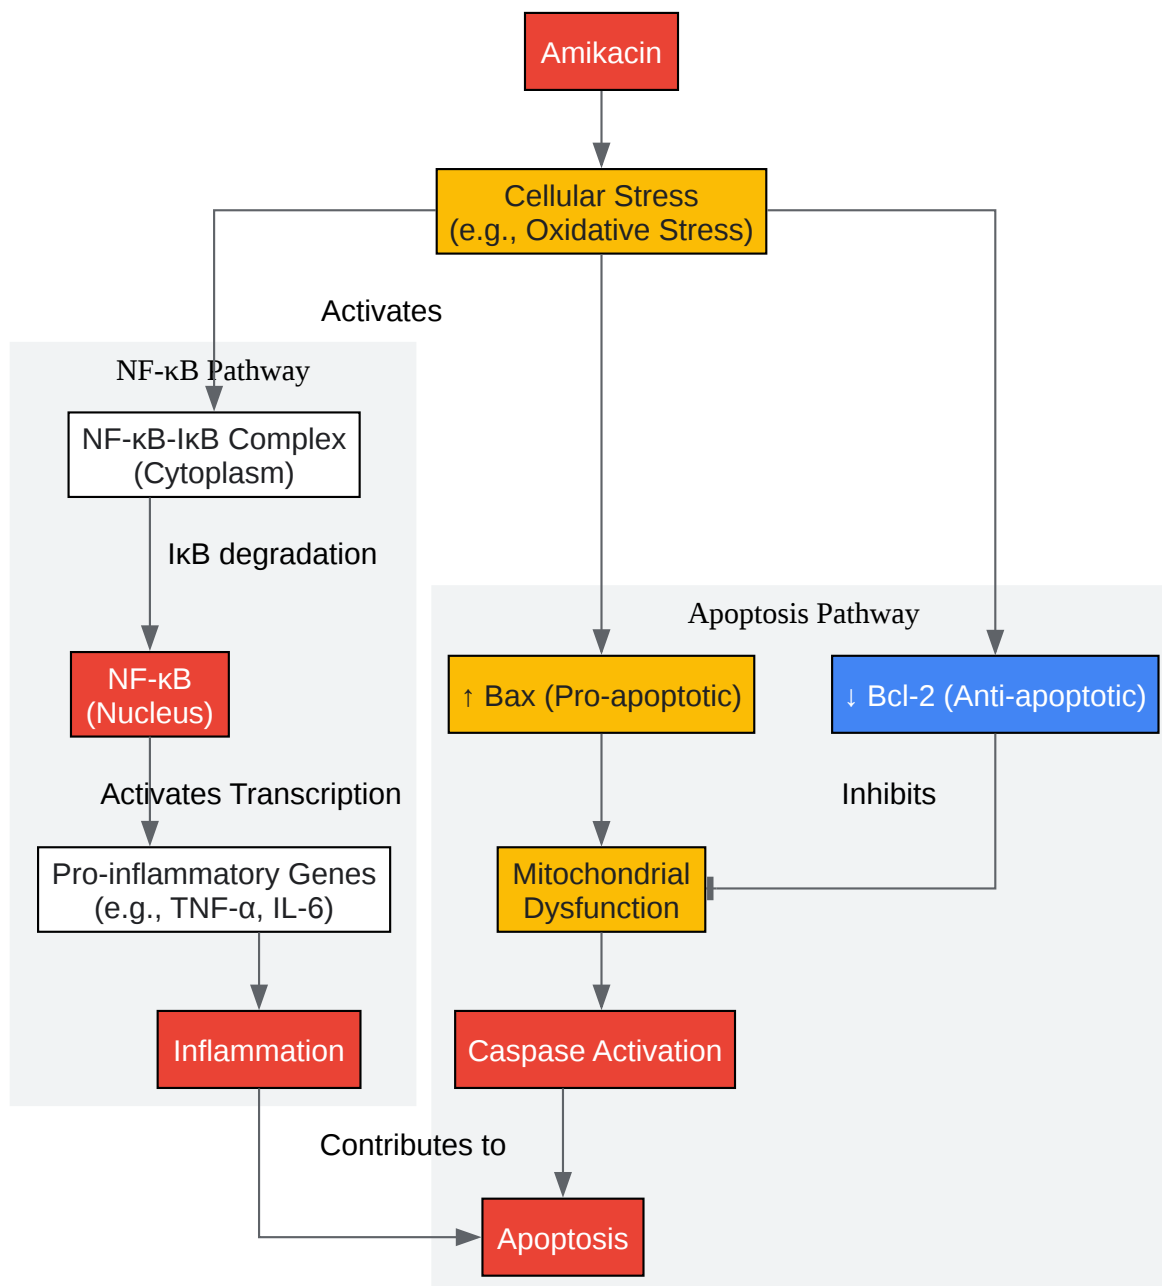 Amikacin
Cellular Stress
(e.g., Oxidative Stress)
Activates
NF-κB Pathway
NF-κB-IκB Complex
(Cytoplasm)
IκB degradation
Apoptosis Pathway
NF-κB
(Nucleus)
↑ Bax (Pro-apoptotic)
↓ Bcl-2 (Anti-apoptotic)
Activates Transcription
Inhibits
Pro-inflammatory Genes
(e.g., TNF-α, IL-6)
Mitochondrial
Dysfunction
Inflammation
Caspase Activation
Contributes to
Apoptosis